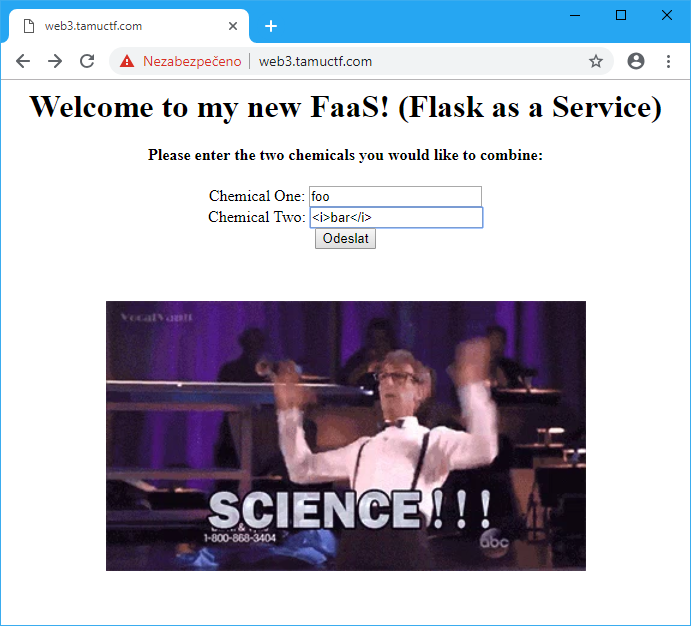 web3.tamuctf.com
Nezabezpečeno web3.tamuctf.com
Welcome to my new FaaS! (Flask as a Service)
Please enter the two chemicals you would like to combine:
Chemical One: foo
Chemical Two: <i>bar</i>
Odeslat
VocalVanIt
SCIENCE!!!
1-800-868-3404
abc